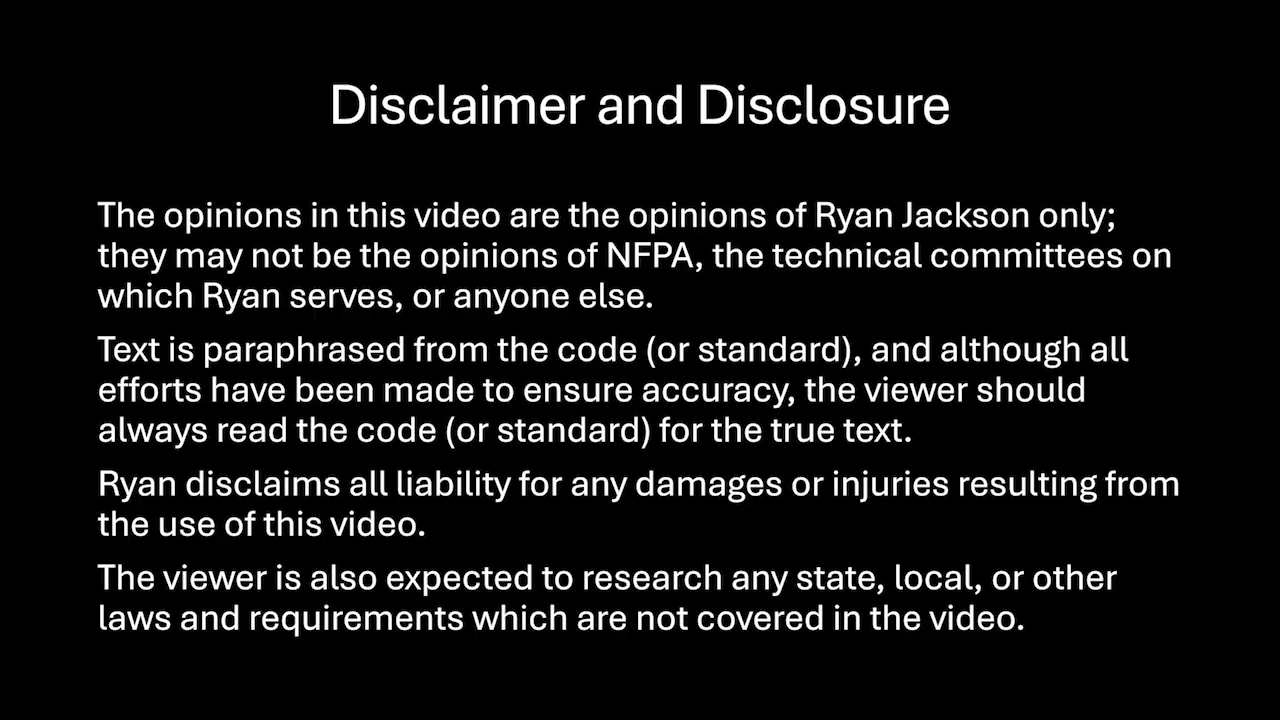 Disclaimer and Disclosure
The opinions in this video are the opinions of Ryan Jackson only;
they may not be the opinions of NFPA, the technical committees on
which Ryan serves, or anyone else.
Text is paraphrased from the code (or standard), and although all
efforts have been made to ensure accuracy, the viewer should
always read the code (or standard) for the true text.
Ryan disclaims all liability for any damages or injuries resulting from
the use of this video.
The viewer is also expected to research any state, local, or other
laws and requirements which are not covered in the video.